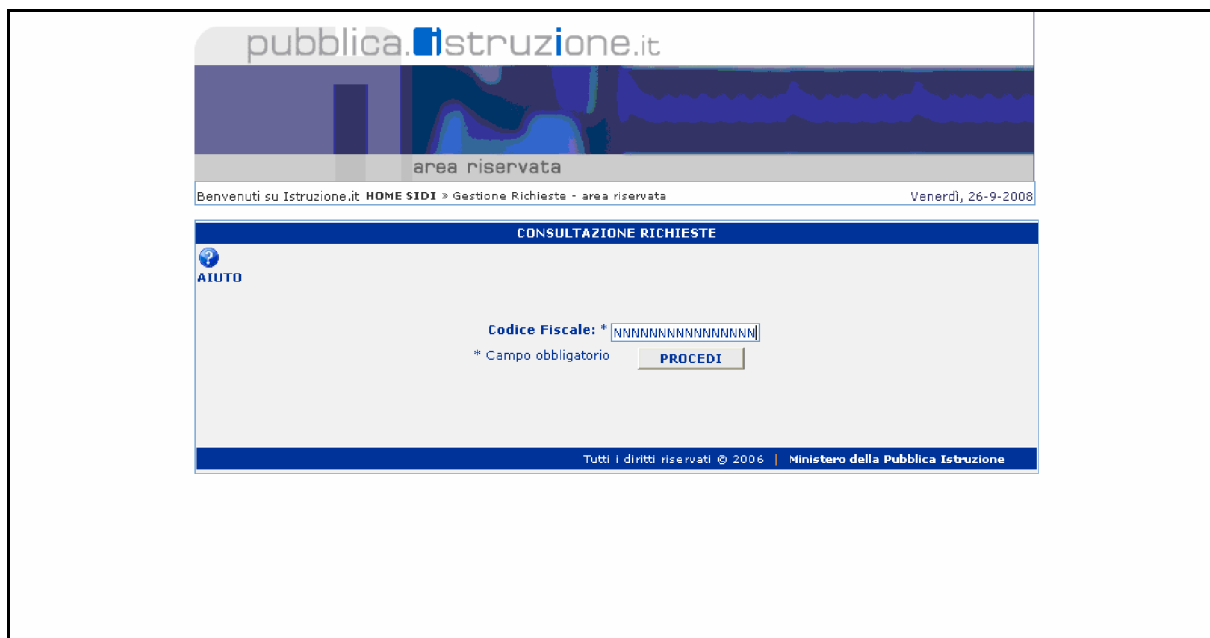 pubblica.istruzione.it
area riservata
Benvenuti su Istruzione.it HOME SIDI » Gestione Richieste - area riservata Venerdì, 26-9-2008
CONSULTAZIONE RICHIESTE
?
AIUTO
Codice Fiscale: * NNNNNNNNNNNNNNNN
* Campo obbligatorio PROCEDI
Tutti i diritti riservati © 2006 | Ministero della Pubblica Istruzione